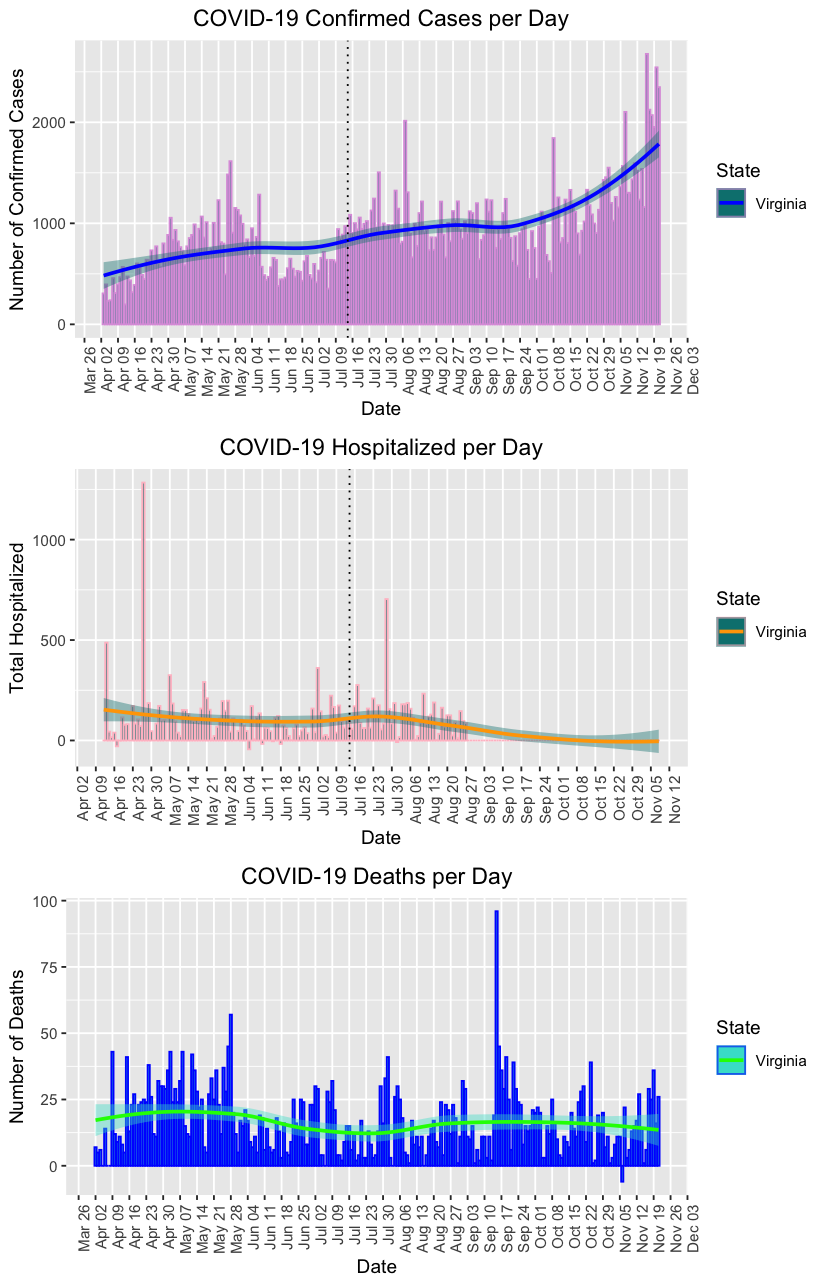 COVID-19 Confirmed Cases per Day
Number of Confirmed Cases
2000
1000
0
Mar 26
Apr 02
Apr 09
Apr 16
Apr 23
Apr 30
May 07
May 14
May 21
May 28
Jun 04
Jun 11
Jun 18
Jun 25
Jul 02
Jul 09
Jul 16
Jul 23
Jul 30
Aug 06
Aug 13
Aug 20
Aug 27
Sep 03
Sep 10
Sep 17
Sep 24
Oct 01
Oct 08
Oct 15
Oct 22
Oct 29
Nov 05
Nov 12
Nov 19
Nov 26
Dec 03
Date
State
Virginia
COVID-19 Hospitalized per Day
Total Hospitalized
1000
500
0
Apr 02
Apr 09
Apr 16
Apr 23
Apr 30
May 07
May 14
May 21
May 28
Jun 04
Jun 11
Jun 18
Jun 25
Jul 02
Jul 09
Jul 16
Jul 23
Jul 30
Aug 06
Aug 13
Aug 20
Aug 27
Sep 03
Sep 10
Sep 17
Sep 24
Oct 01
Oct 08
Oct 15
Oct 22
Oct 29
Nov 05
Nov 12
Date
State
Virginia
COVID-19 Deaths per Day
Number of Deaths
100
75
50
25
0
Mar 26
Apr 02
Apr 09
Apr 16
Apr 23
Apr 30
May 07
May 14
May 21
May 28
Jun 04
Jun 11
Jun 18
Jun 25
Jul 02
Jul 09
Jul 16
Jul 23
Jul 30
Aug 06
Aug 13
Aug 20
Aug 27
Sep 03
Sep 10
Sep 17
Sep 24
Oct 01
Oct 08
Oct 15
Oct 22
Oct 29
Nov 05
Nov 12
Nov 19
Nov 26
Dec 03
Date
State
Virginia